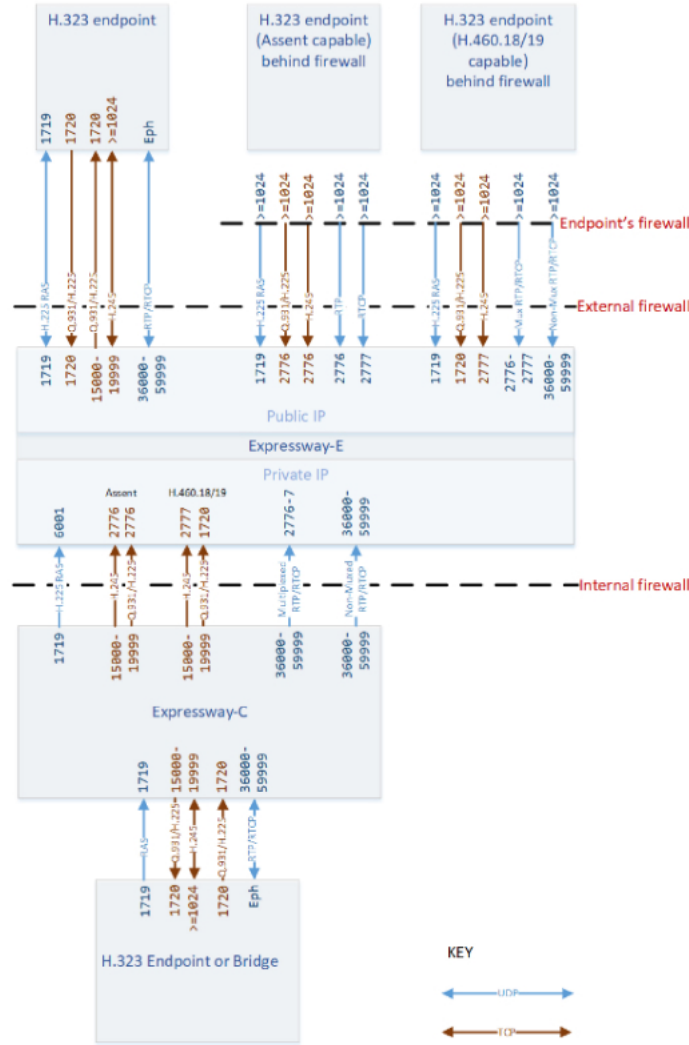 H.323 endpoint
H.323 endpoint
(Assent capable)
behind firewall
H.323 endpoint
(H.460.18/19
capable)
behind firewall
1719
1720
1720
>=1024
Eph
>=1024
>=1024
>=1024
>=1024
>=1024
>=1024
>=1024
>=1024
>=1024
>=1024
Endpoint's firewall
H.225 RAS
Q.931/H.225
Q.931/H.225
H.245
RTP/RTCP
H.225 RAS
Q.931/H.225
H.245
RTP
RTCP
H.225 RAS
Q.931/H.225
H.245
Mux RTP/RTCP
Non-Mux RTP/RTCP
External firewall
1719
1720
15000-
19999
36000-
59999
1719
2776
2776
2776
2777
1719
1720
2777
2776-
2777
36000-
59999
Public IP
Expressway-E
Private IP
Assent
H.460.18/19
6001
2776
2776
2777
1720
2776-7
36000-
59999
H.225 RAS
H.245
Q.931/H.225
H.245
Q.931/H.225
Multiplexed
RTP/RTCP
Non-Muxed
RTP/RTCP
Internal firewall
1719
15000-
19999
15000-
19999
36000-
59999
36000-
59999
Expressway-C
1719
15000-
19999
1720
36000-
59999
RAS
Q.931/H.225
H.245
Q.931/H.225
RTP/RTCP
1719
1720
>=1024
1720
Eph
H.323 Endpoint or Bridge
KEY
UDP
TCP